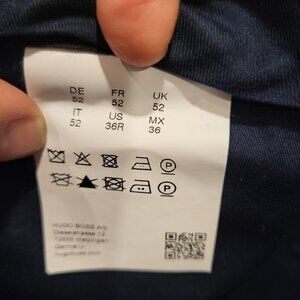 DE FR UK
52 52 52
IT US MX
52 36R 36
P
P
HUGO BOSS AG
Dieselstrasse 12
72555 Metzingen
Germany
hugoboss.com